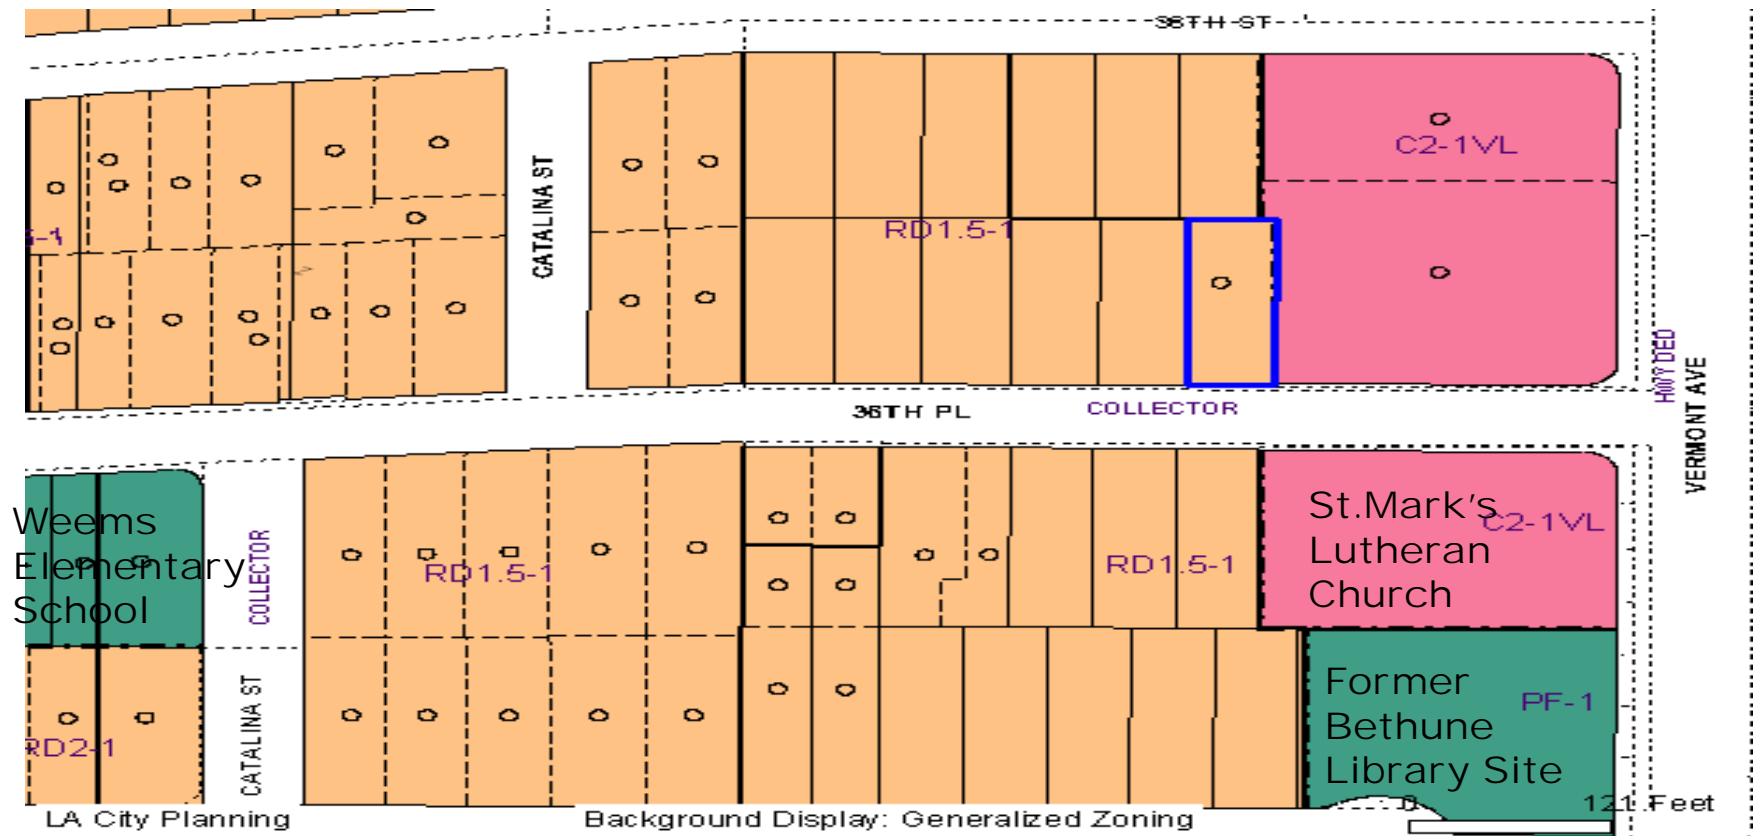 36TH ST
C2-1VL
CATALINA ST
RD1.5-1
HWY DED
VERMONT AVE
36TH PL
COLLECTOR
Weems
Elementary
School
COLLECTOR
RD1.5-1
RD1.5-1
St.Mark's
Lutheran
Church
C2-1VL
Former
Bethune
Library Site
PF-1
RD2-1
CATALINA ST
LA City Planning
Background Display: Generalized Zoning
0
121 Feet